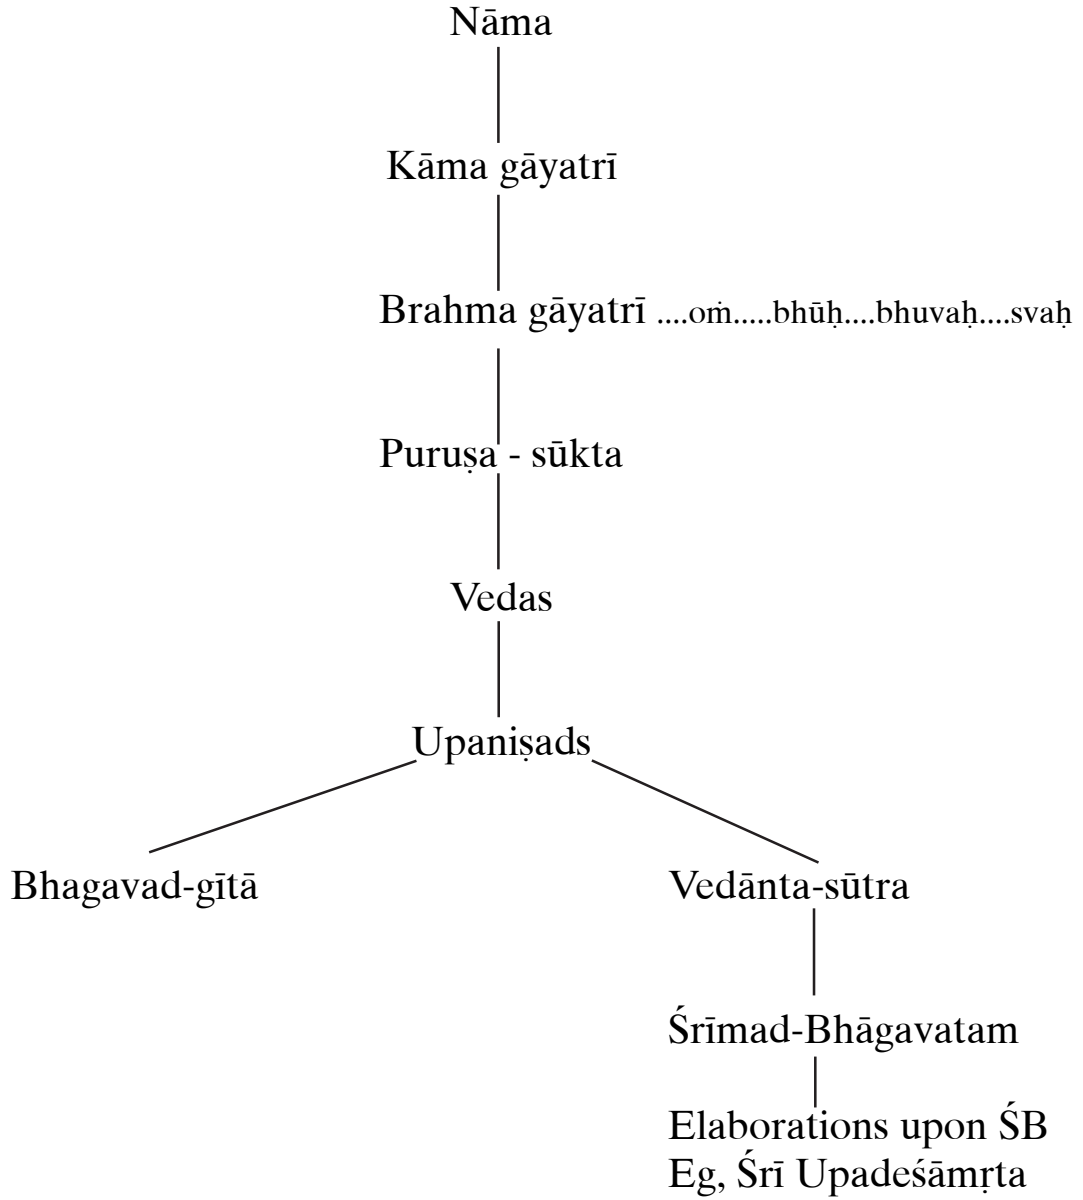 Nāma
Kāma gāyatrī
Brahma gāyatrī ....oṁ.....bhūḥ....bhuvaḥ....svaḥ
Puruṣa - sūkta
Vedas
Upaniṣads
Bhagavad-gītā
Vedānta-sūtra
Śrīmad-Bhāgavatam
Elaborations upon ŚB
Eg, Śrī Upadeśāmṛta